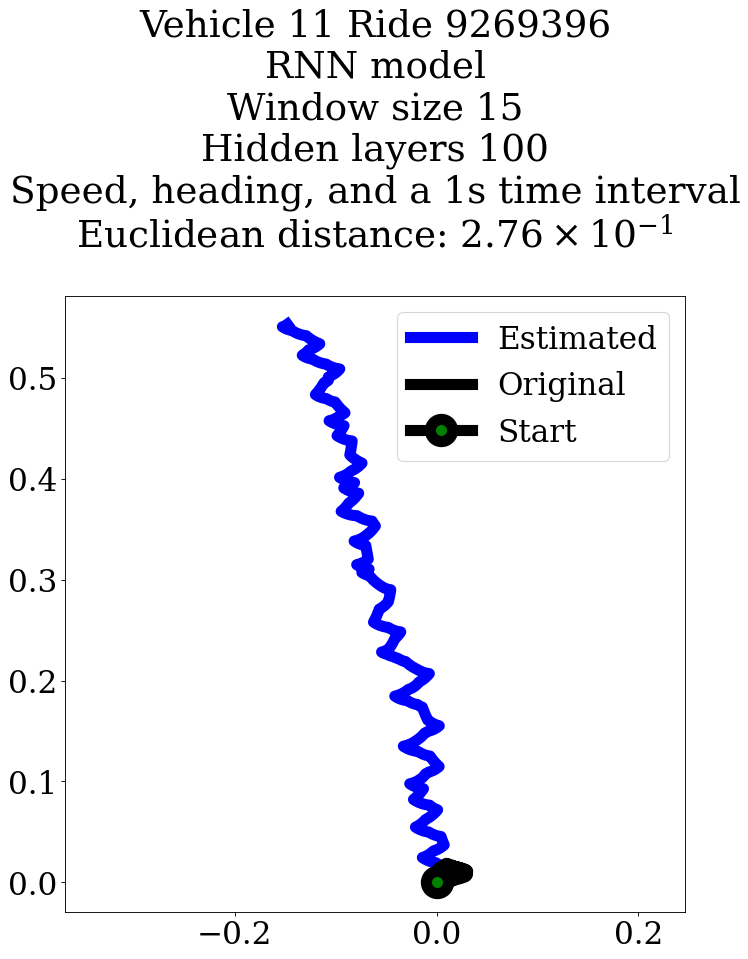 Vehicle 11 Ride 9269396
RNN model
Window size 15
Hidden layers 100
Speed, heading, and a 1s time interval
Euclidean distance: 2.76 × 10⁻¹
Estimated
Original
Start
0.5
0.4
0.3
0.2
0.1
0.0
−0.2 0.0 0.2